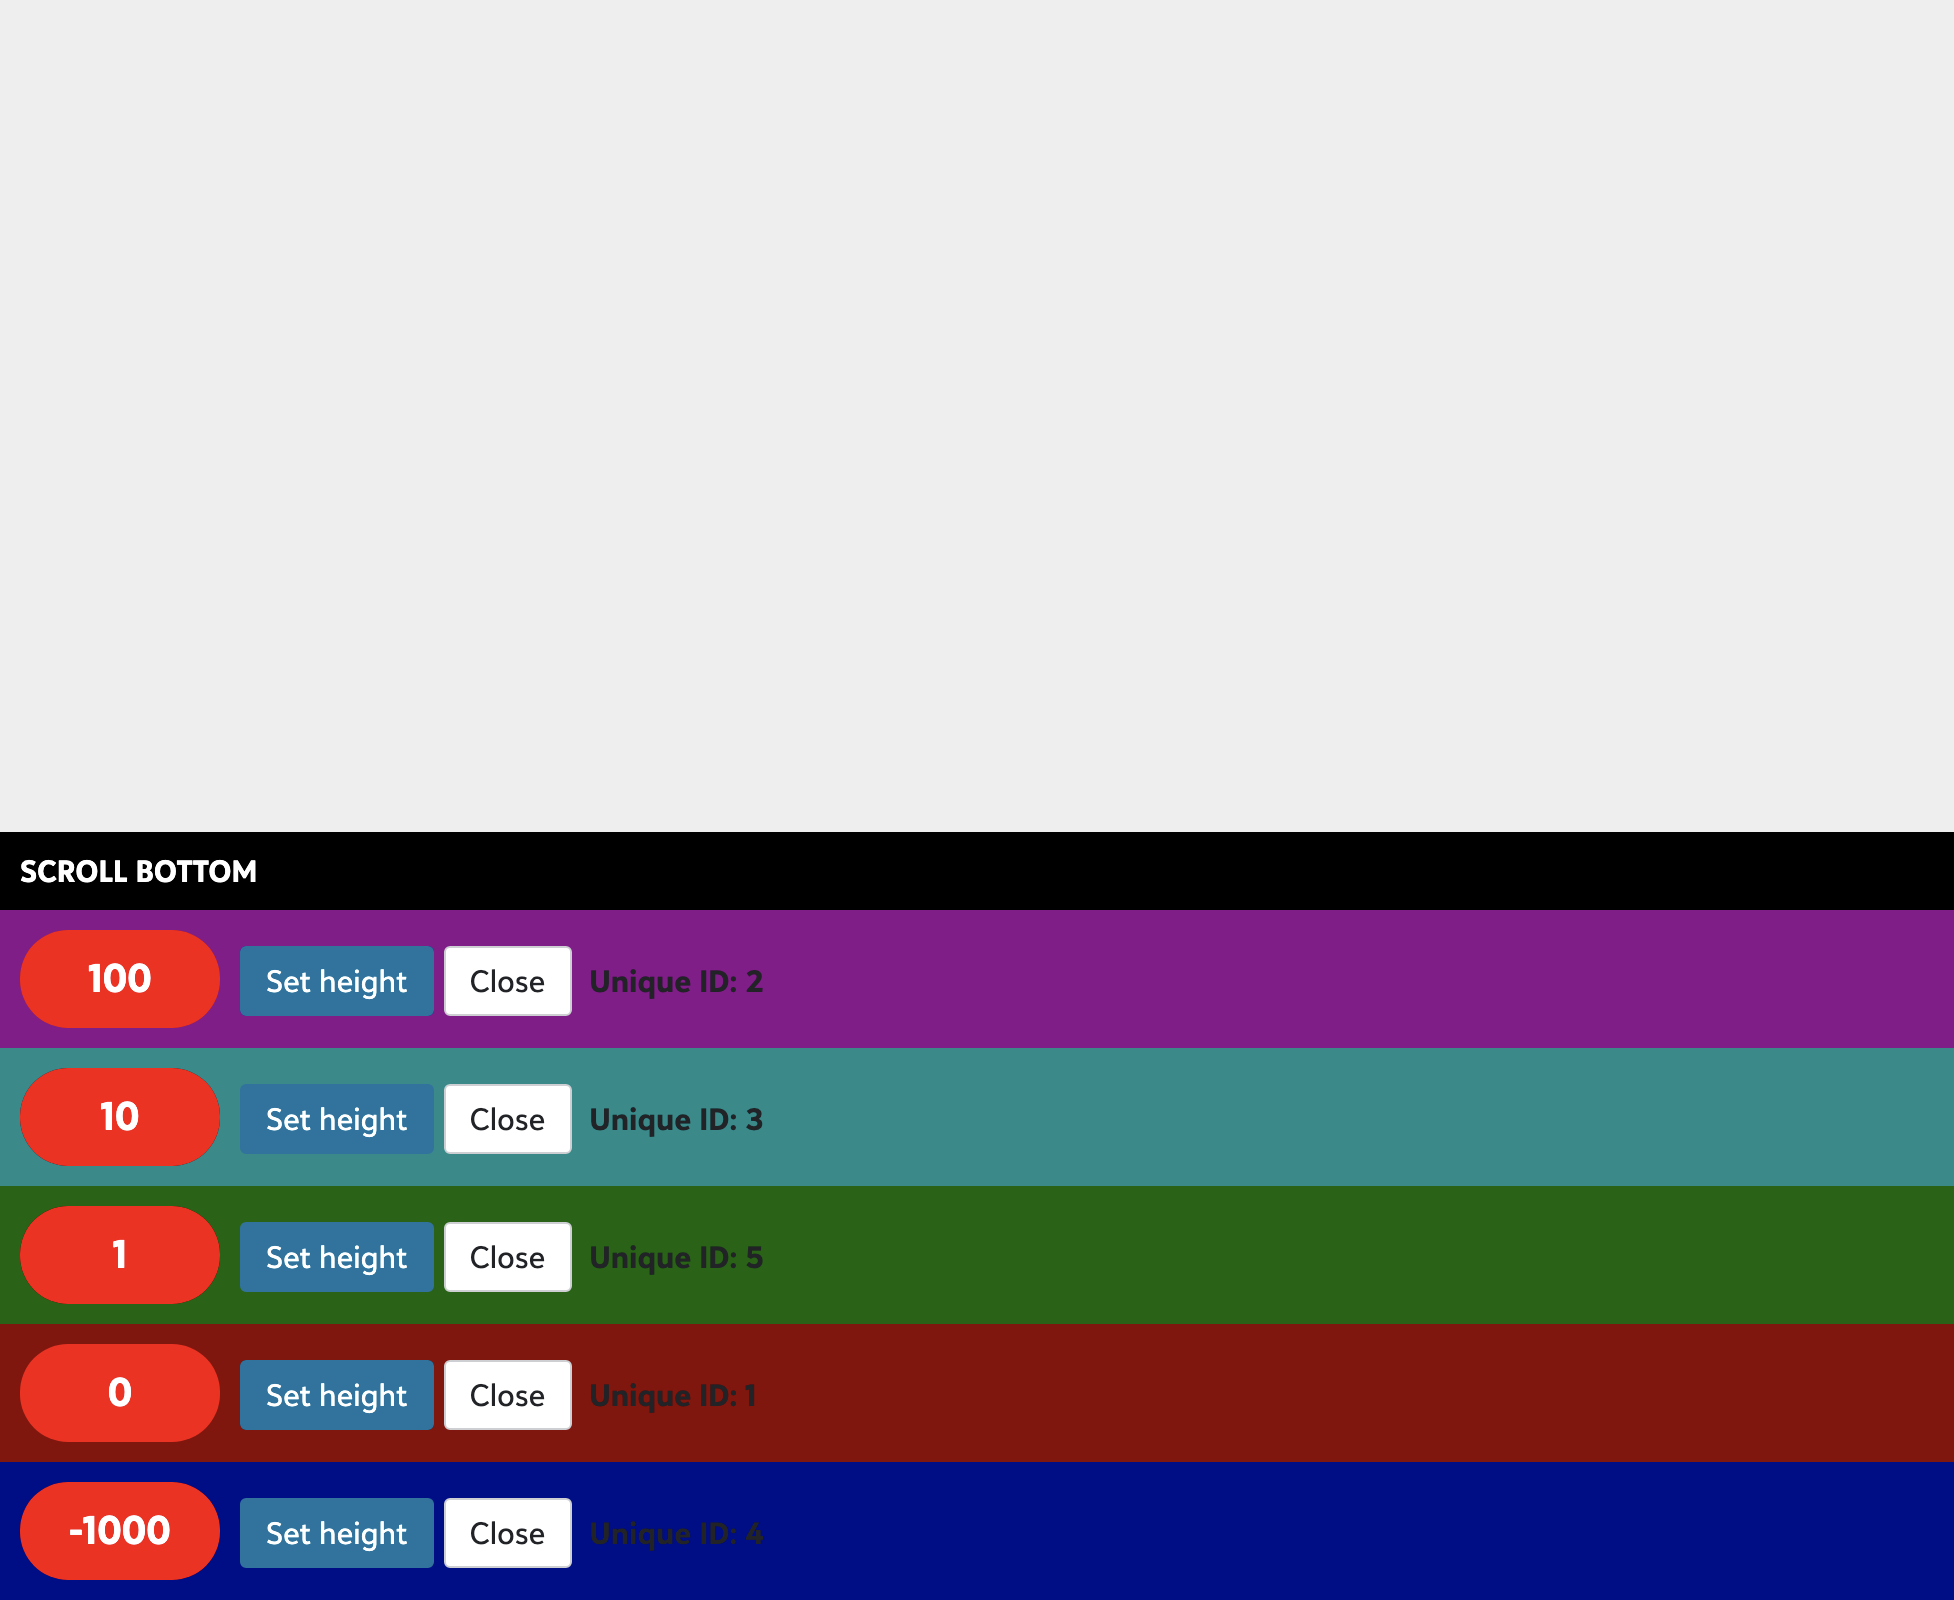 SCROLL BOTTOM
100 Set height Close Unique ID: 2
10 Set height Close Unique ID: 3
1 Set height Close Unique ID: 5
0 Set height Close Unique ID: 1
-1000 Set height Close Unique ID: 4